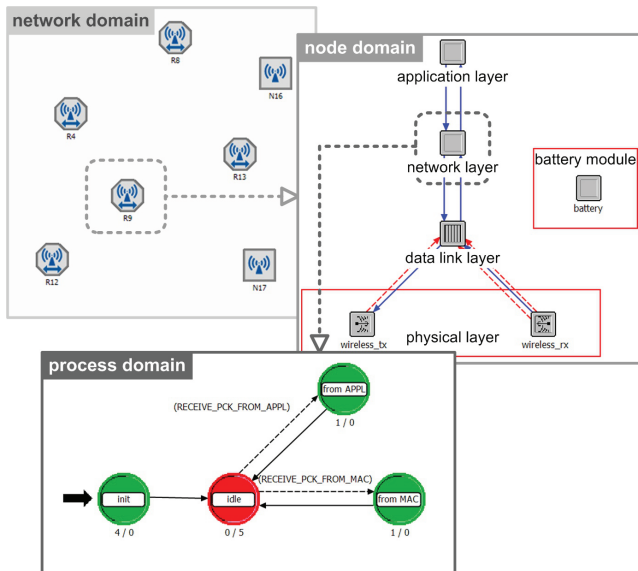 network domain
R8
N16
R4
R13
R9
R12
N17
node domain
application layer
network layer
battery module
battery
data link layer
wireless_tx
physical layer
wireless_rx
process domain
from APPL
(RECEIVE_PCK_FROM_APPL)
1 / 0
(RECEIVE_PCK_FROM_MAC)
init
idle
from MAC
4 / 0
0 / 5
1 / 0